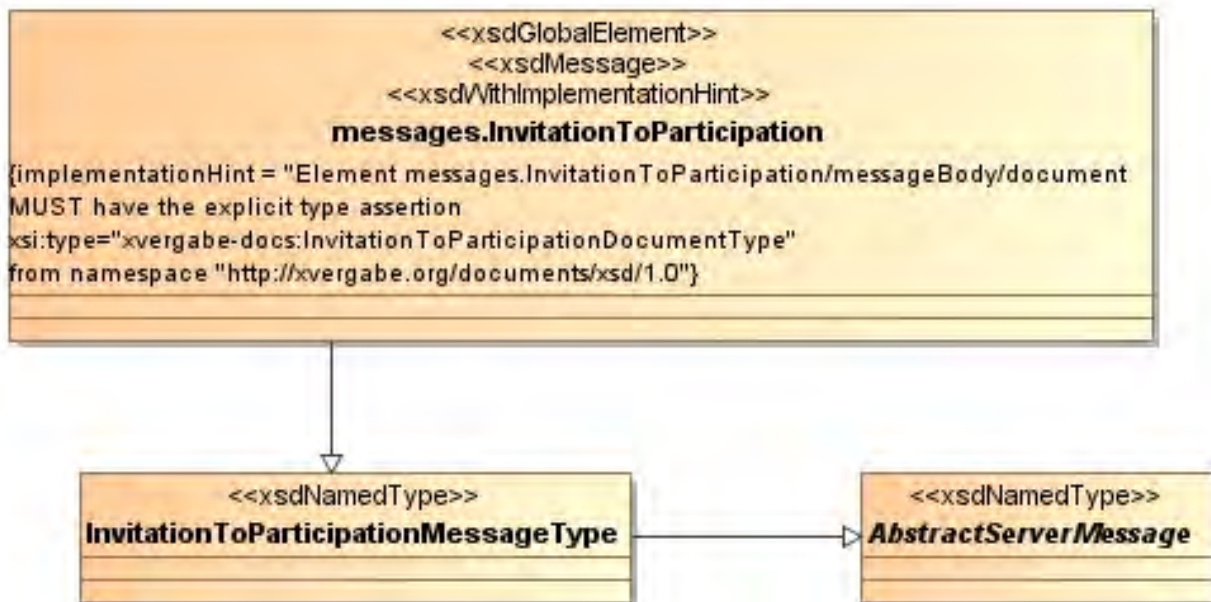 <<xsdGlobalElement>>
<<xsdMessage>>
<<xsdWithImplementationHint>>
messages.InvitationToParticipation
{implementationHint = "Element messages.InvitationToParticipation/messageBody/document
MUST have the explicit type assertion
xsi:type="xvergabe-docs:InvitationToParticipationDocumentType"
from namespace "http://xvergabe.org/documents/xsd/1.0"}
<<xsdNamedType>>
InvitationToParticipationMessageType
<<xsdNamedType>>
AbstractServerMessage